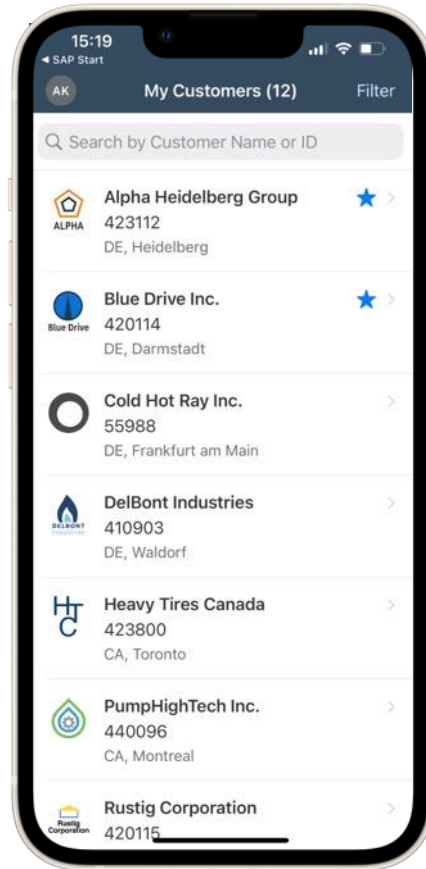 15:19
◀ SAP Start
AK
My Customers (12)
Filter
Search by Customer Name or ID
Alpha Heidelberg Group
ALPHA
423112
DE, Heidelberg
Blue Drive Inc.
Blue Drive
420114
DE, Darmstadt
Cold Hot Ray Inc.
55988
DE, Frankfurt am Main
DelBont Industries
DELBONT
Industries
410903
DE, Waldorf
Heavy Tires Canada
HTC
423800
CA, Toronto
PumpHighTech Inc.
440096
CA, Montreal
Rustig Corporation
Rustig
Corporation
420115